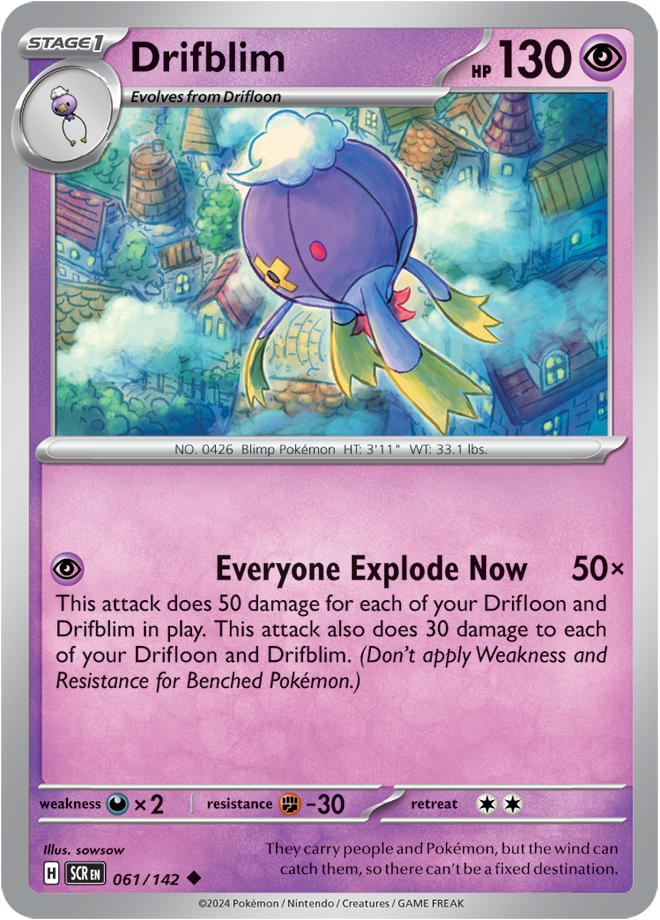 STAGE1
Drifblim
HP 130
Evolves from Drifloon
NO. 0426 Blimp Pokémon HT: 3'11" WT: 33.1 lbs.
Everyone Explode Now 50×
This attack does 50 damage for each of your Drifloon and
Drifblim in play. This attack also does 30 damage to each
of your Drifloon and Drifblim. (Don't apply Weakness and
Resistance for Benched Pokémon.)
weakness ×2 resistance -30 retreat
Illus. sowsow
They carry people and Pokémon, but the wind can
catch them, so there can't be a fixed destination.
H SCR EN 061/142
©2024 Pokémon / Nintendo / Creatures / GAME FREAK